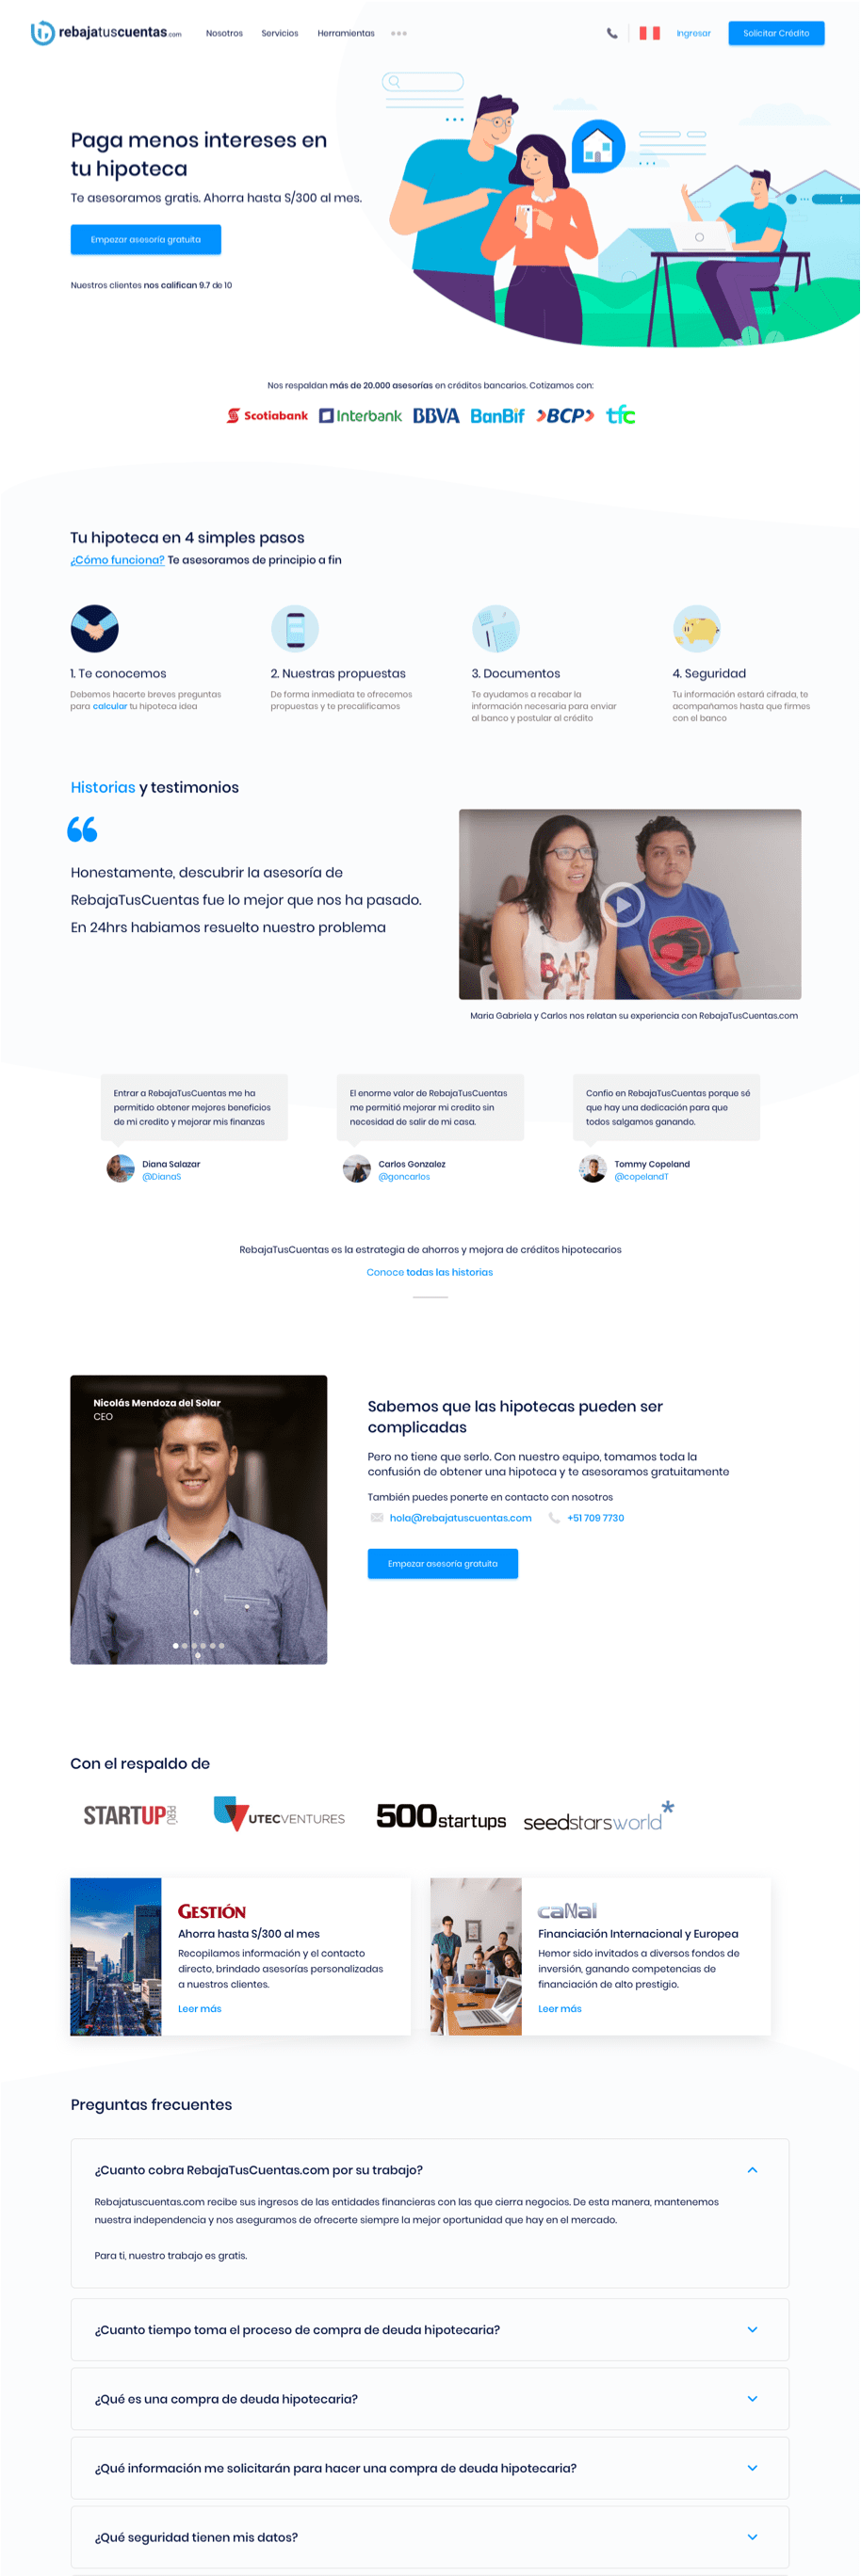 rebajatuscuentas.com
Nosotros
Servicios
Herramientas
Ingresar
Solicitar Crédito
Paga menos intereses en
tu hipoteca
Te asesoramos gratis. Ahorra hasta S/300 al mes.
Empezar asesoría gratuita
Nuestros clientes nos califican 9.7 de 10
Nos respaldan más de 20.000 asesorías en créditos bancarios. Cotizamos con:
Scotiabank
Interbank
BBVA
BanBif
BCP
tfc
Tu hipoteca en 4 simples pasos
¿Cómo funciona? Te asesoramos de principio a fin
1. Te conocemos
Debemos hacerte breves preguntas
para calcular tu hipoteca idea
2. Nuestras propuestas
De forma inmediata te ofrecemos
propuestas y te precalificamos
3. Documentos
Te ayudamos a recabar la
información necesaria para enviar
al banco y postular al crédito
4. Seguridad
Tu información estará cifrada, te
acompañamos hasta que firmes
con el banco
Historias y testimonios
Honestamente, descubrir la asesoría de
RebajaTusCuentas fue lo mejor que nos ha pasado.
En 24hrs habiamos resuelto nuestro problema
Maria Gabriela y Carlos nos relatan su experiencia con RebajaTusCuentas.com
Entrar a RebajaTusCuentas me ha
permitido obtener mejores beneficios
de mi credito y mejorar mis finanzas
Diana Salazar
@DianaS
El enorme valor de RebajaTusCuentas
me permitió mejorar mi credito sin
necesidad de salir de mi casa.
Carlos Gonzalez
@goncarlos
Confio en RebajaTusCuentas porque sé
que hay una dedicación para que
todos salgamos ganando.
Tommy Copeland
@copelandT
RebajaTusCuentas es la estrategia de ahorros y mejora de créditos hipotecarios
Conoce todas las historias
Nicolás Mendoza del Solar
CEO
Sabemos que las hipotecas pueden ser
complicadas
Pero no tiene que serlo. Con nuestro equipo, tomamos toda la
confusión de obtener una hipoteca y te asesoramos gratuitamente
También puedes ponerte en contacto con nosotros
hola@rebajatuscuentas.com
+51 709 7730
Empezar asesoría gratuita
Con el respaldo de
STARTUP PERÚ
UTECVENTURES
500startups
seedstarsworld*
GESTIÓN
Ahorra hasta S/300 al mes
Recopilamos información y el contacto
directo, brindado asesorías personalizadas
a nuestros clientes.
Leer más
caNal
Financiación Internacional y Europea
Hemor sido invitados a diversos fondos de
inversión, ganando competencias de
financiación de alto prestigio.
Leer más
Preguntas frecuentes
¿Cuanto cobra RebajaTusCuentas.com por su trabajo?
Rebajatuscuentas.com recibe sus ingresos de las entidades financieras con las que cierra negocios. De esta manera, mantenemos
nuestra independencia y nos aseguramos de ofrecerte siempre la mejor oportunidad que hay en el mercado.
Para ti, nuestro trabajo es gratis.
¿Cuanto tiempo toma el proceso de compra de deuda hipotecaria?
¿Qué es una compra de deuda hipotecaria?
¿Qué información me solicitarán para hacer una compra de deuda hipotecaria?
¿Qué seguridad tienen mis datos?